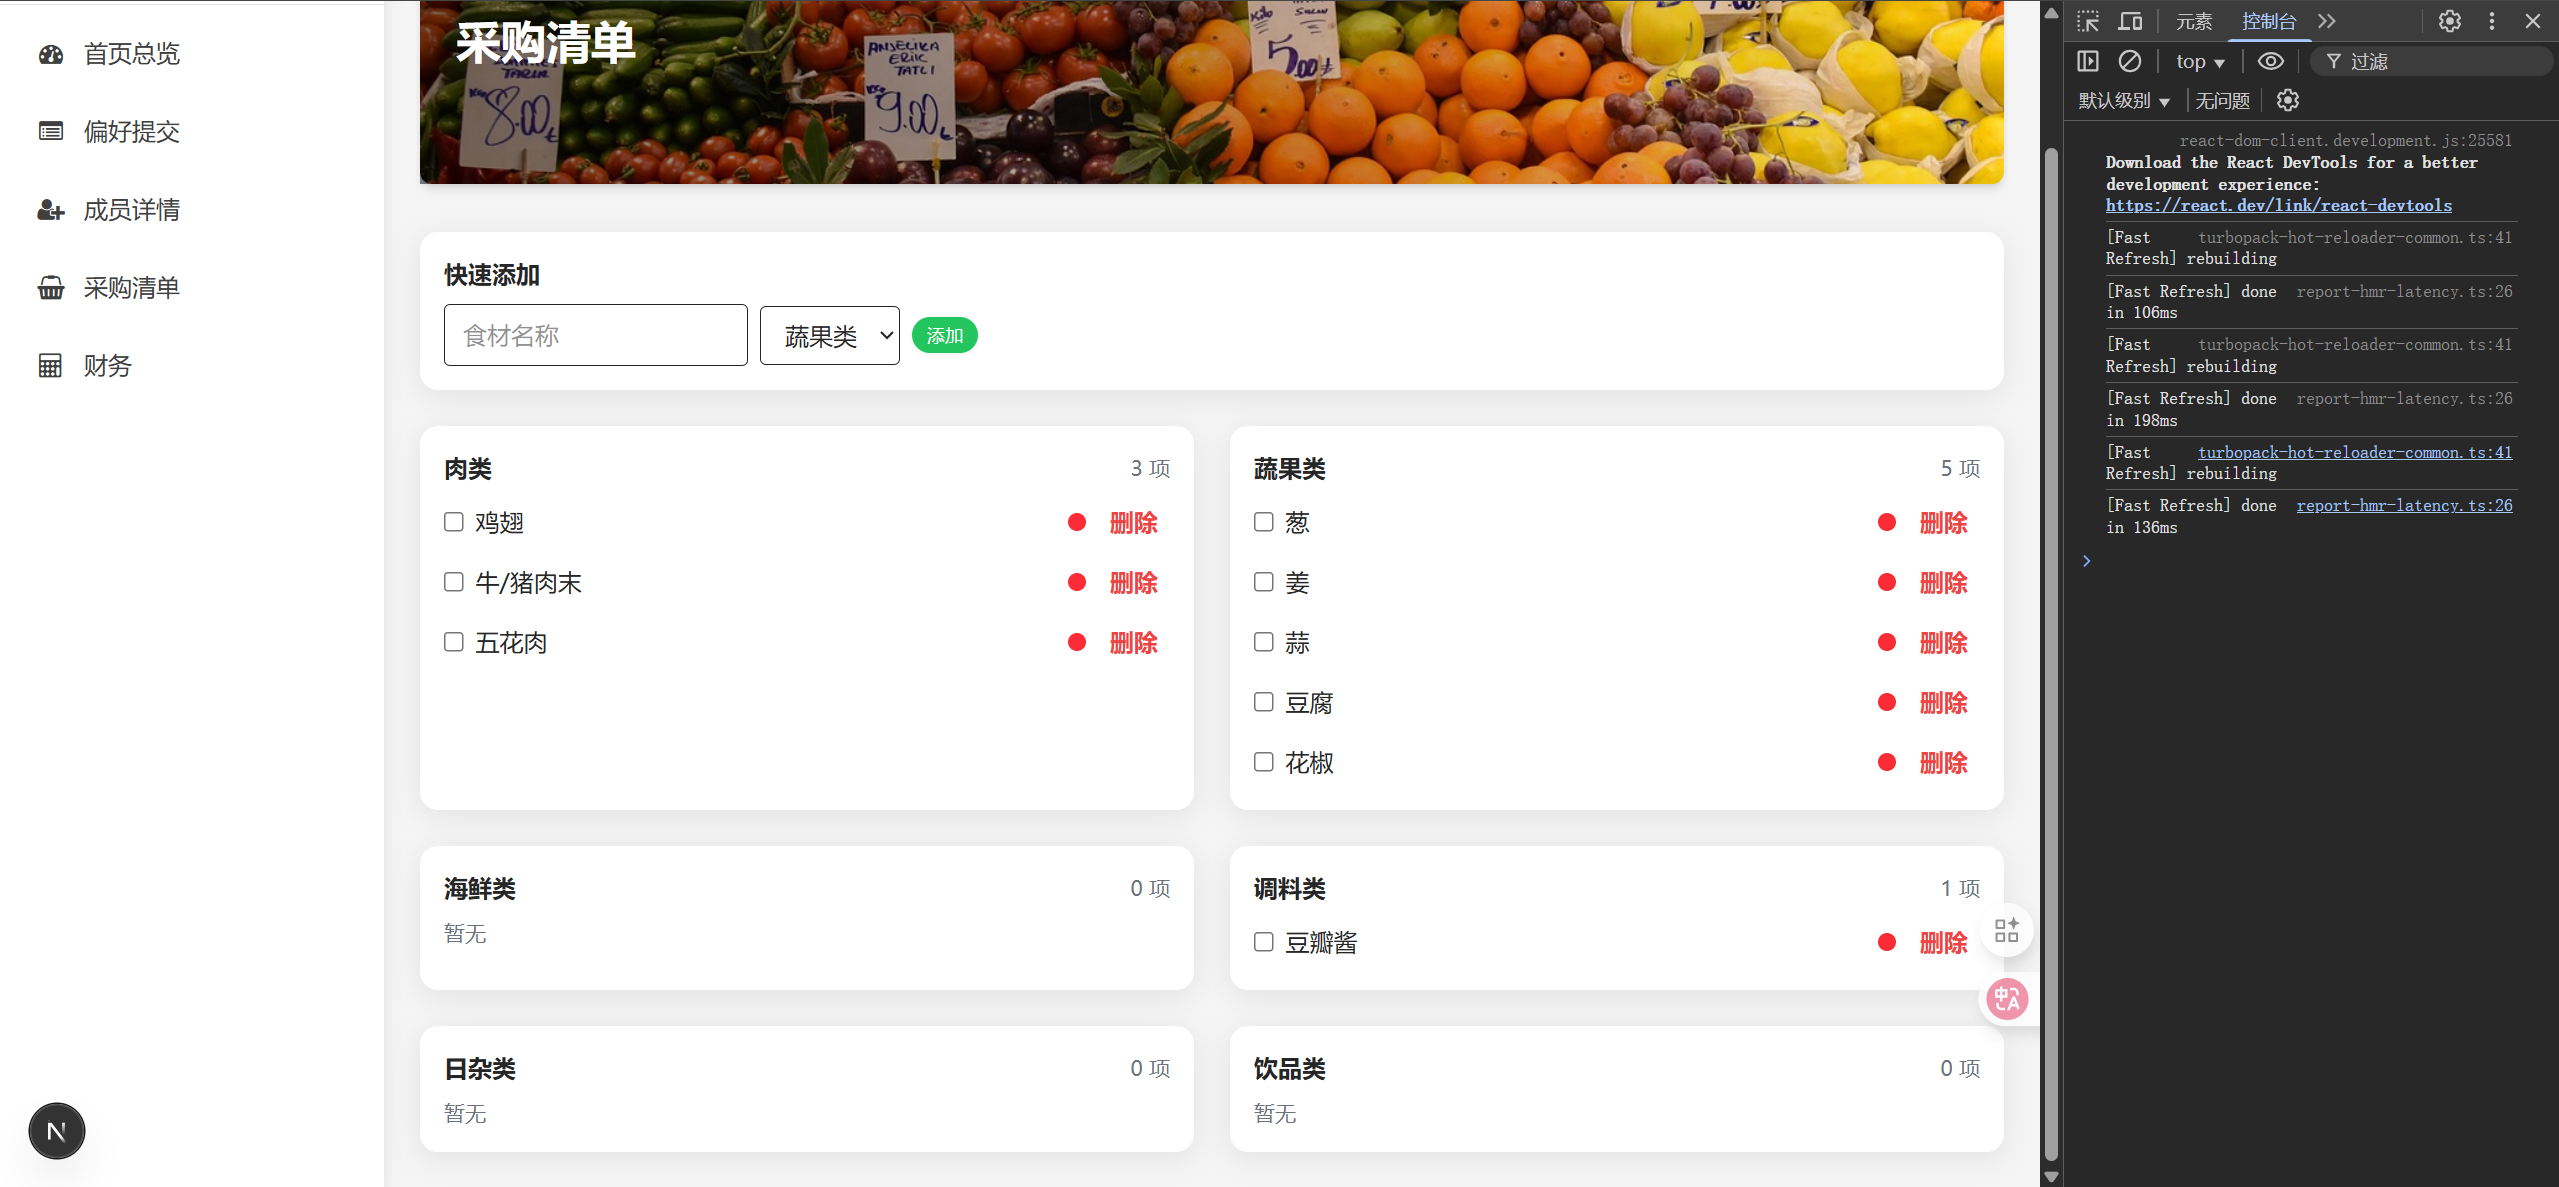 首页总览
偏好提交
成员详情
采购清单
财务
采购清单
TARLA
8.00
ANJELIKA
ERIK
TATLI
9.00
Kilo
5.00
快速添加
食材名称
蔬果类
添加
肉类
3 项
鸡翅
删除
牛/猪肉末
删除
五花肉
删除
蔬果类
5 项
葱
删除
姜
删除
蒜
删除
豆腐
删除
花椒
删除
海鲜类
0 项
暂无
调料类
1 项
豆瓣酱
删除
日杂类
0 项
暂无
饮品类
0 项
暂无
N
中A
元素
控制台
top
过滤
默认级别
无问题
react-dom-client.development.js:25581
Download the React DevTools for a better
development experience:
https://react.dev/link/react-devtools
[Fast turbopack-hot-reloader-common.ts:41
Refresh] rebuilding
[Fast Refresh] done report-hmr-latency.ts:26
in 106ms
[Fast turbopack-hot-reloader-common.ts:41
Refresh] rebuilding
[Fast Refresh] done report-hmr-latency.ts:26
in 198ms
[Fast turbopack-hot-reloader-common.ts:41
Refresh] rebuilding
[Fast Refresh] done report-hmr-latency.ts:26
in 136ms